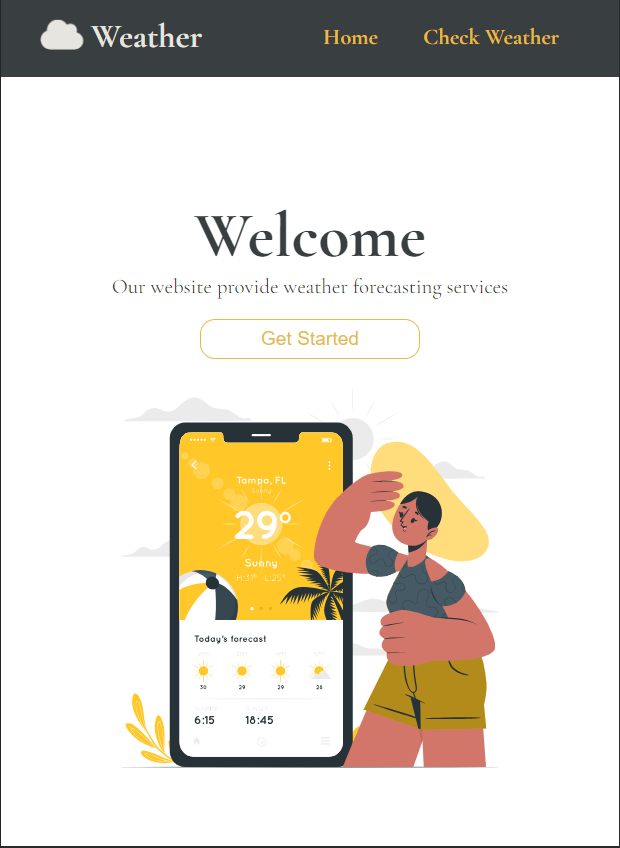 Weather
Home Check Weather
Welcome
Our website provide weather forecasting services
Get Started
Tampa, FL
29°
Sunny
H:31° L:25°
Today's forecast
30 29 29 28
6:15 18:45